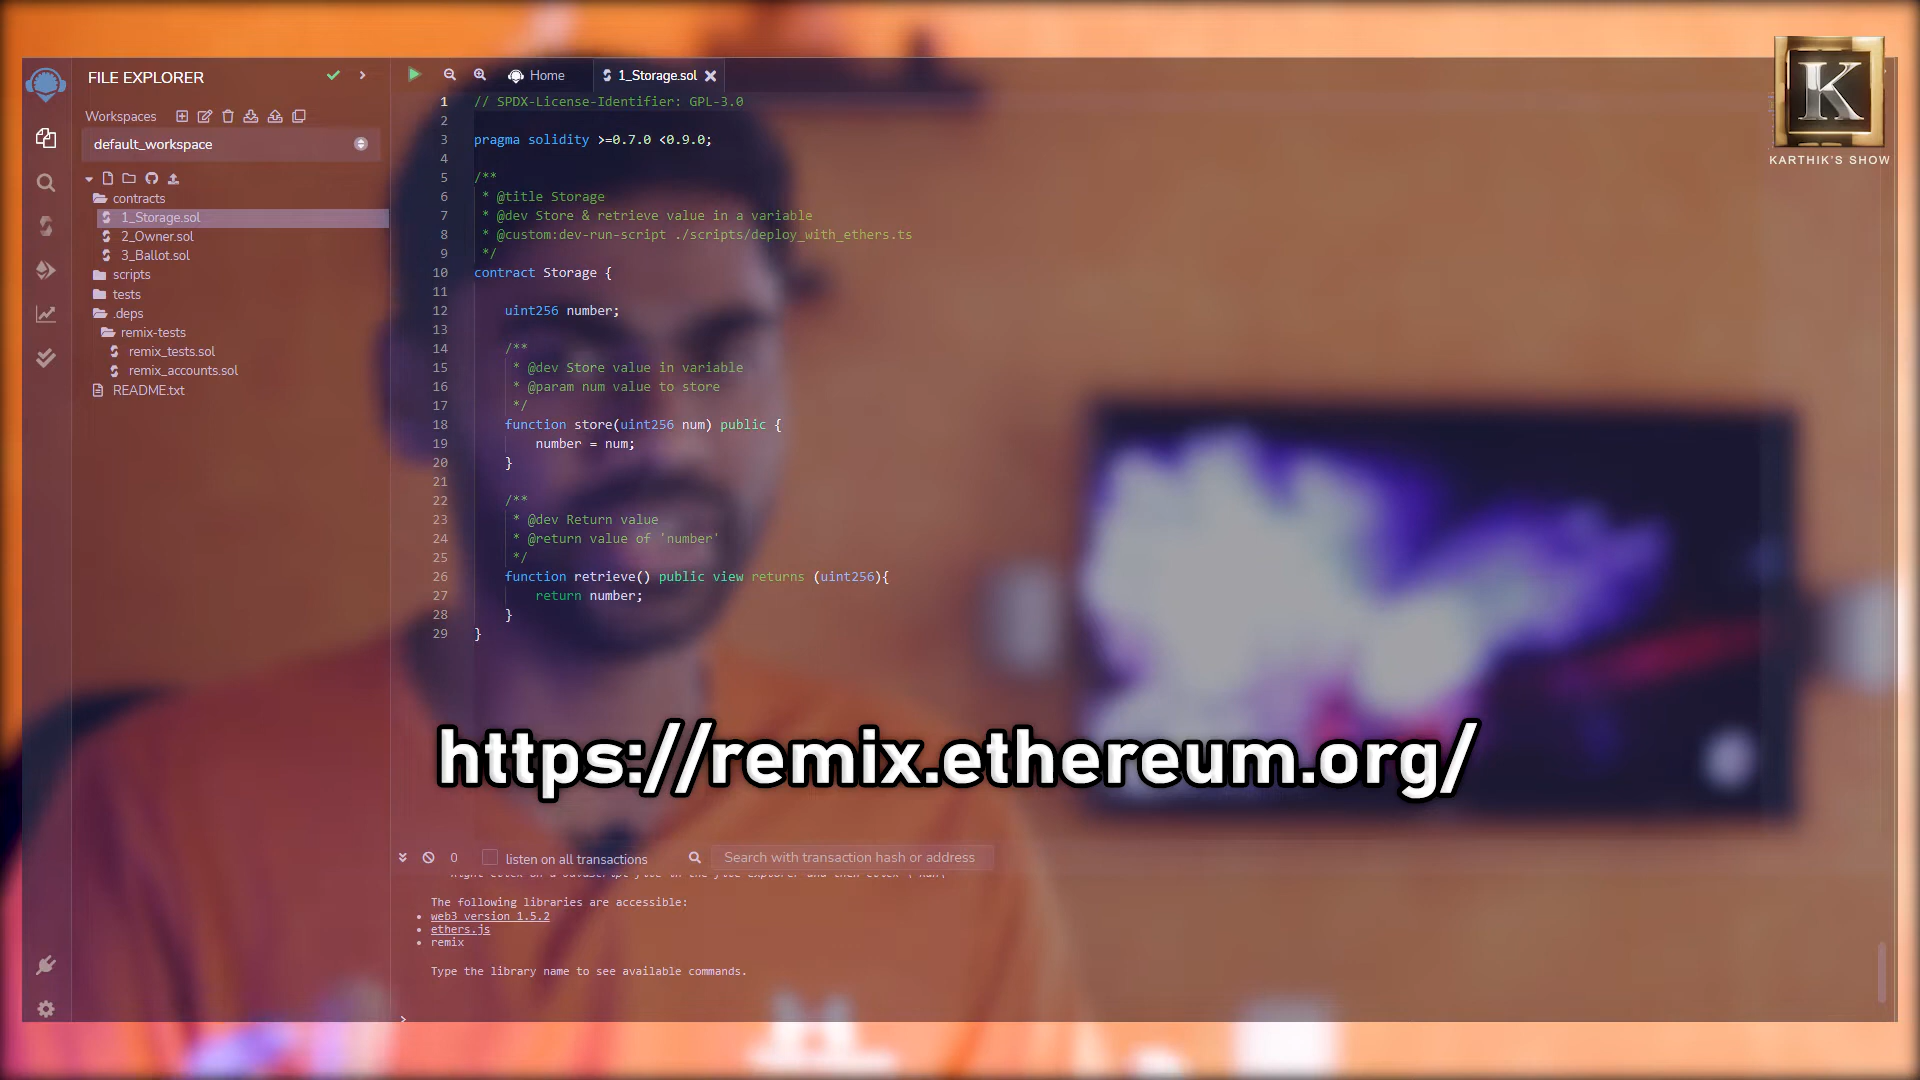 K
KARTHIK'S SHOW
FILE EXPLORER
Workspaces
default_workspace
contracts
1_Storage.sol
2_Owner.sol
3_Ballot.sol
scripts
tests
.deps
remix-tests
remix_tests.sol
remix_accounts.sol
README.txt
Home
1_Storage.sol
1 // SPDX-License-Identifier: GPL-3.0
2
3 pragma solidity >=0.7.0 <0.9.0;
4
5 /**
6 * @title Storage
7 * @dev Store & retrieve value in a variable
8 * @custom:dev-run-script ./scripts/deploy_with_ethers.ts
9 */
10 contract Storage {
11
12 uint256 number;
13
14 /**
15 * @dev Store value in variable
16 * @param num value to store
17 */
18 function store(uint256 num) public {
19 number = num;
20 }
21
22 /**
23 * @dev Return value
24 * @return value of 'number'
25 */
26 function retrieve() public view returns (uint256){
27 return number;
28 }
29 }
https://remix.ethereum.org/
0 listen on all transactions Search with transaction hash or address
The following libraries are accessible:
• web3 version 1.5.2
• ethers.js
• remix
Type the library name to see available commands.
>